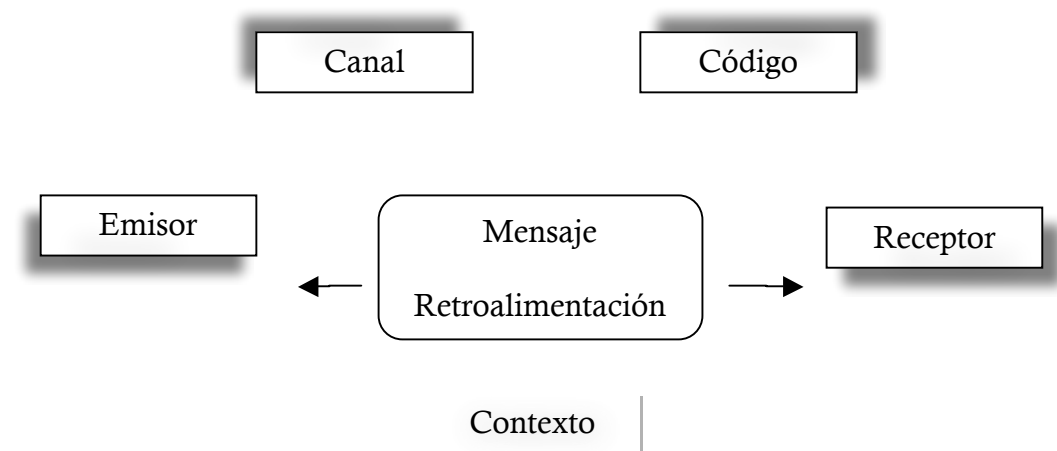 Canal
Código
Emisor
Mensaje
Receptor
Retroalimentación
Contexto